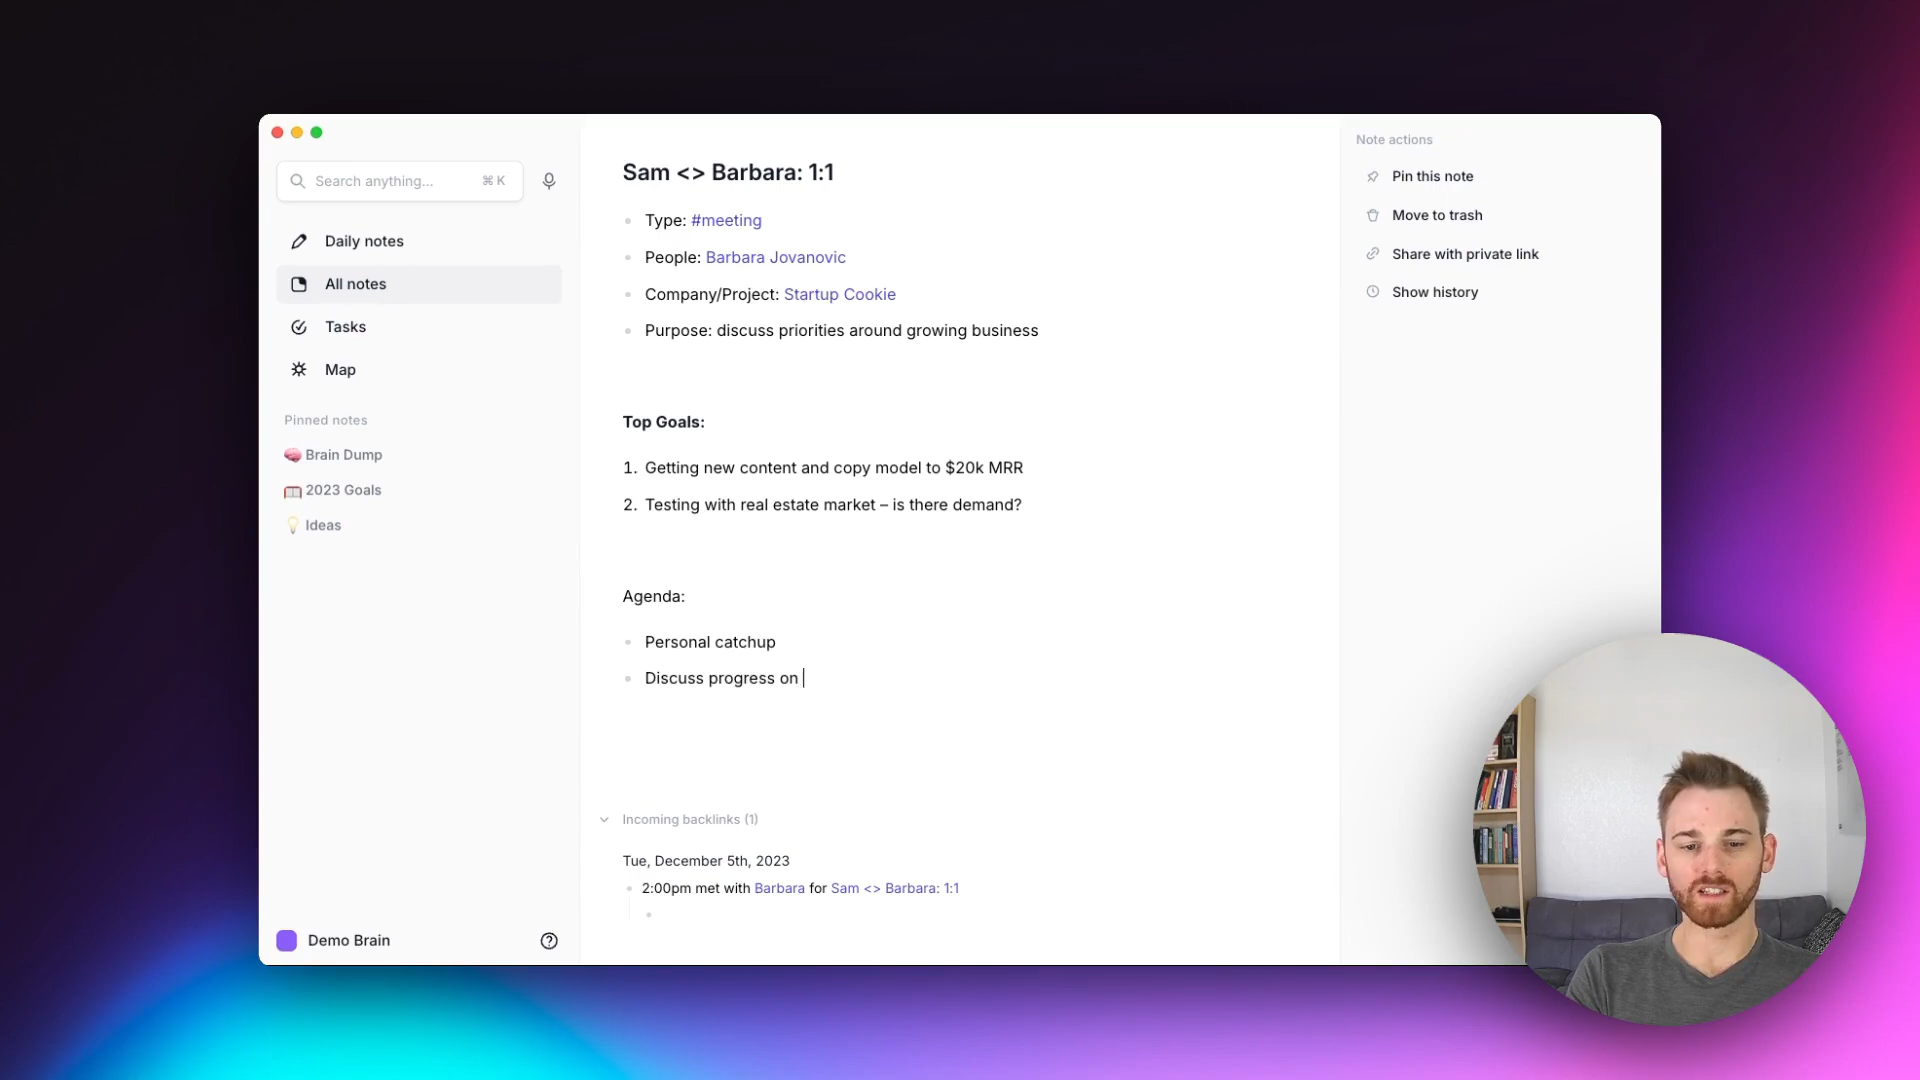 Search anything...
⌘ K
Daily notes
All notes
Tasks
Map
Pinned notes
🧠 Brain Dump
📖 2023 Goals
💡 Ideas
Demo Brain
Sam <> Barbara: 1:1
Type: #meeting
People: Barbara Jovanovic
Company/Project: Startup Cookie
Purpose: discuss priorities around growing business
Top Goals:
1. Getting new content and copy model to $20k MRR
2. Testing with real estate market – is there demand?
Agenda:
Personal catchup
Discuss progress on
Incoming backlinks (1)
Tue, December 5th, 2023
2:00pm met with Barbara for Sam <> Barbara: 1:1
Note actions
Pin this note
Move to trash
Share with private link
Show history